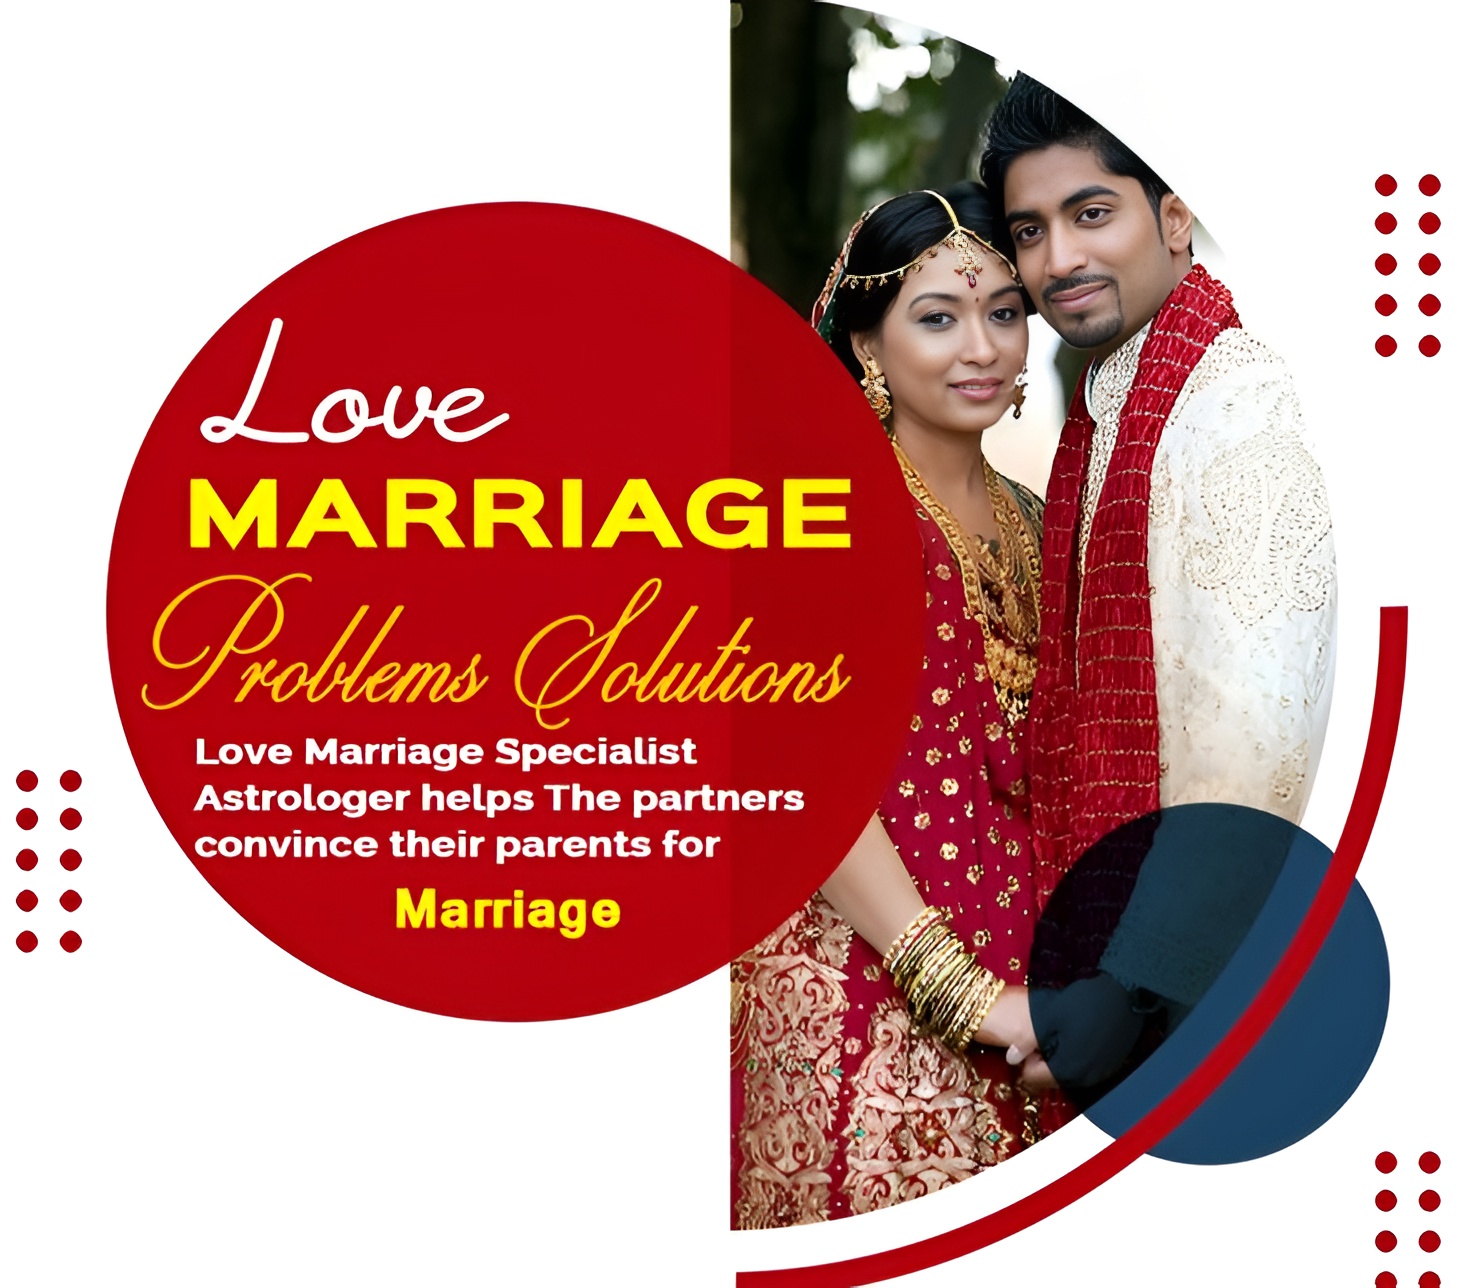 Love
MARRIAGE
Problems Solutions
Love Marriage Specialist
Astrologer helps The partners
convince their parents for
Marriage